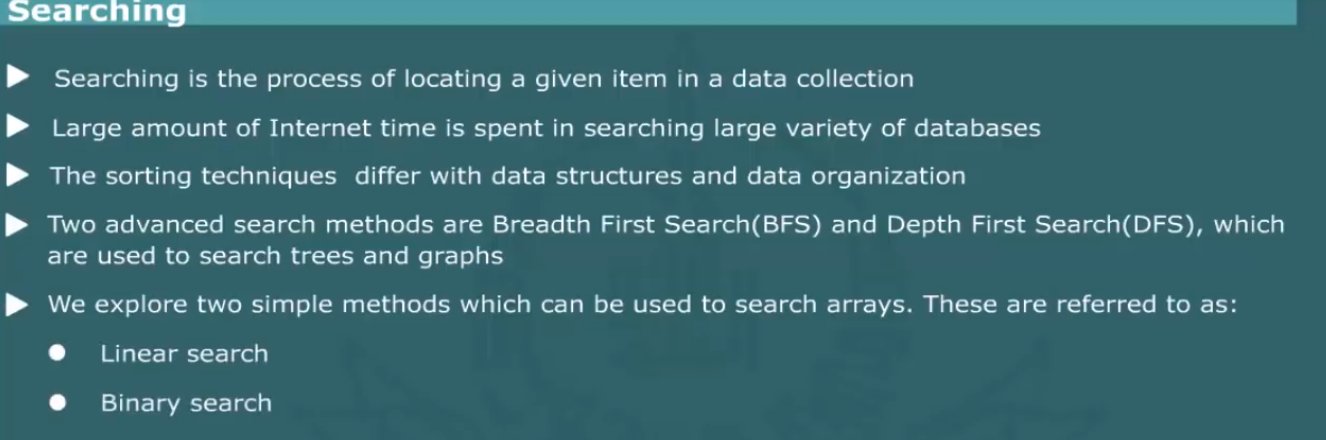 Searching
Searching is the process of locating a given item in a data collection
Large amount of Internet time is spent in searching large variety of databases
The sorting techniques differ with data structures and data organization
Two advanced search methods are Breadth First Search(BFS) and Depth First Search(DFS), which
are used to search trees and graphs
We explore two simple methods which can be used to search arrays. These are referred to as:
Linear search
Binary search